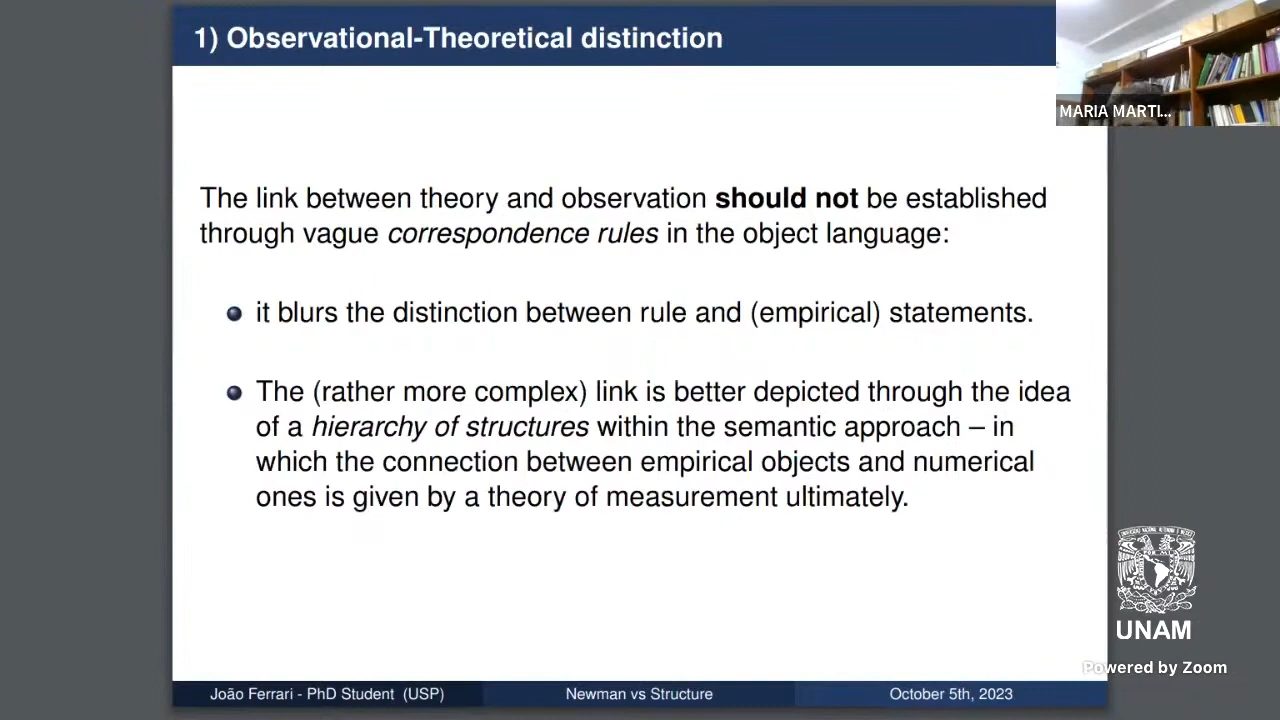 1) Observational-Theoretical distinction
MARIA MARTI...
The link between theory and observation should not be established
through vague correspondence rules in the object language:
it blurs the distinction between rule and (empirical) statements.
The (rather more complex) link is better depicted through the idea
of a hierarchy of structures within the semantic approach – in
which the connection between empirical objects and numerical
ones is given by a theory of measurement ultimately.
UNAM
Powered by Zoom
João Ferrari - PhD Student (USP)
Newman vs Structure
October 5th, 2023